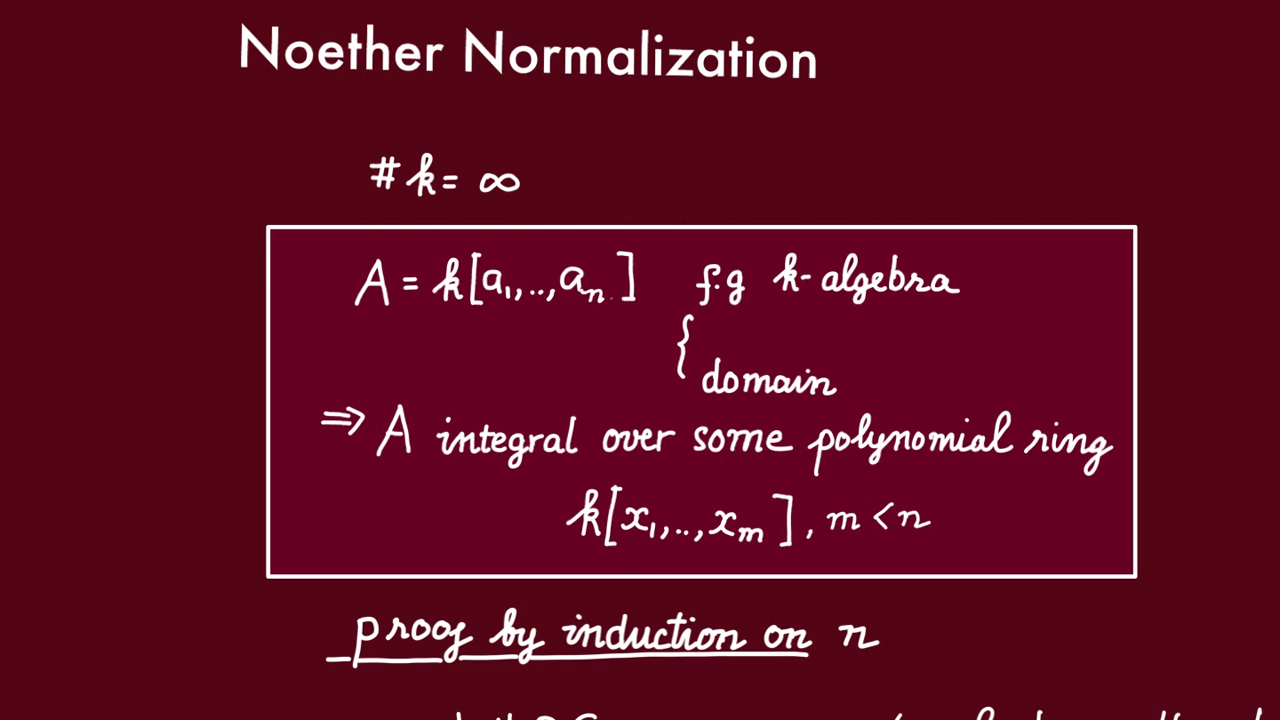 Noether Normalization
# k = ∞
A = k[a₁,..,aₙ] f.g k-algebra
{ domain
⇒ A integral over some polynomial ring
k[x₁,..,xₘ], m < n
proof by induction on n